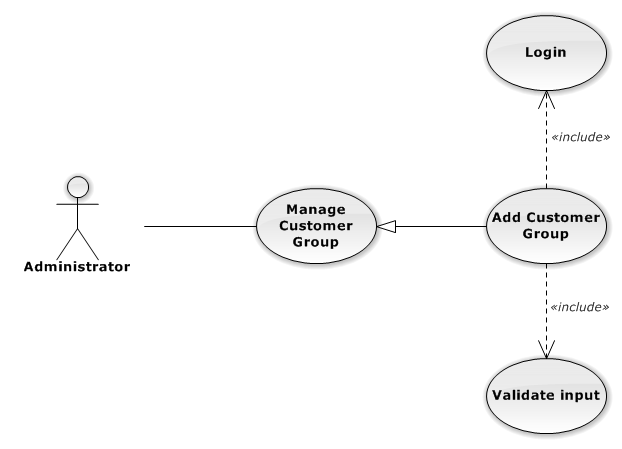 Login
«include»
Manage
Customer
Group
Add Customer
Group
Administrator
«include»
Validate input